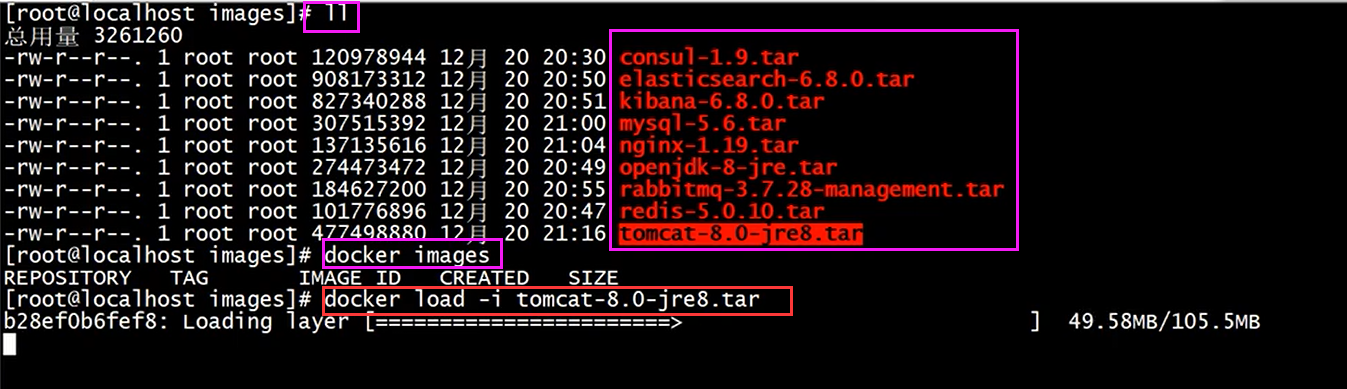 [root@localhost images]# ll
总用量 3261260
-rw-r--r--. 1 root root 120978944 12月 20 20:30 consul-1.9.tar
-rw-r--r--. 1 root root 908173312 12月 20 20:50 elasticsearch-6.8.0.tar
-rw-r--r--. 1 root root 827340288 12月 20 20:51 kibana-6.8.0.tar
-rw-r--r--. 1 root root 307515392 12月 20 21:00 mysql-5.6.tar
-rw-r--r--. 1 root root 137135616 12月 20 21:04 nginx-1.19.tar
-rw-r--r--. 1 root root 274473472 12月 20 20:49 openjdk-8-jre.tar
-rw-r--r--. 1 root root 184627200 12月 20 20:55 rabbitmq-3.7.28-management.tar
-rw-r--r--. 1 root root 101776896 12月 20 20:47 redis-5.0.10.tar
-rw-r--r--. 1 root root 477498880 12月 20 21:16 tomcat-8.0-jre8.tar
[root@localhost images]# docker images
REPOSITORY   TAG       IMAGE ID   CREATED   SIZE
[root@localhost images]# docker load -i tomcat-8.0-jre8.tar
b28ef0b6fef8: Loading layer [=======================>                           ]  49.58MB/105.5MB